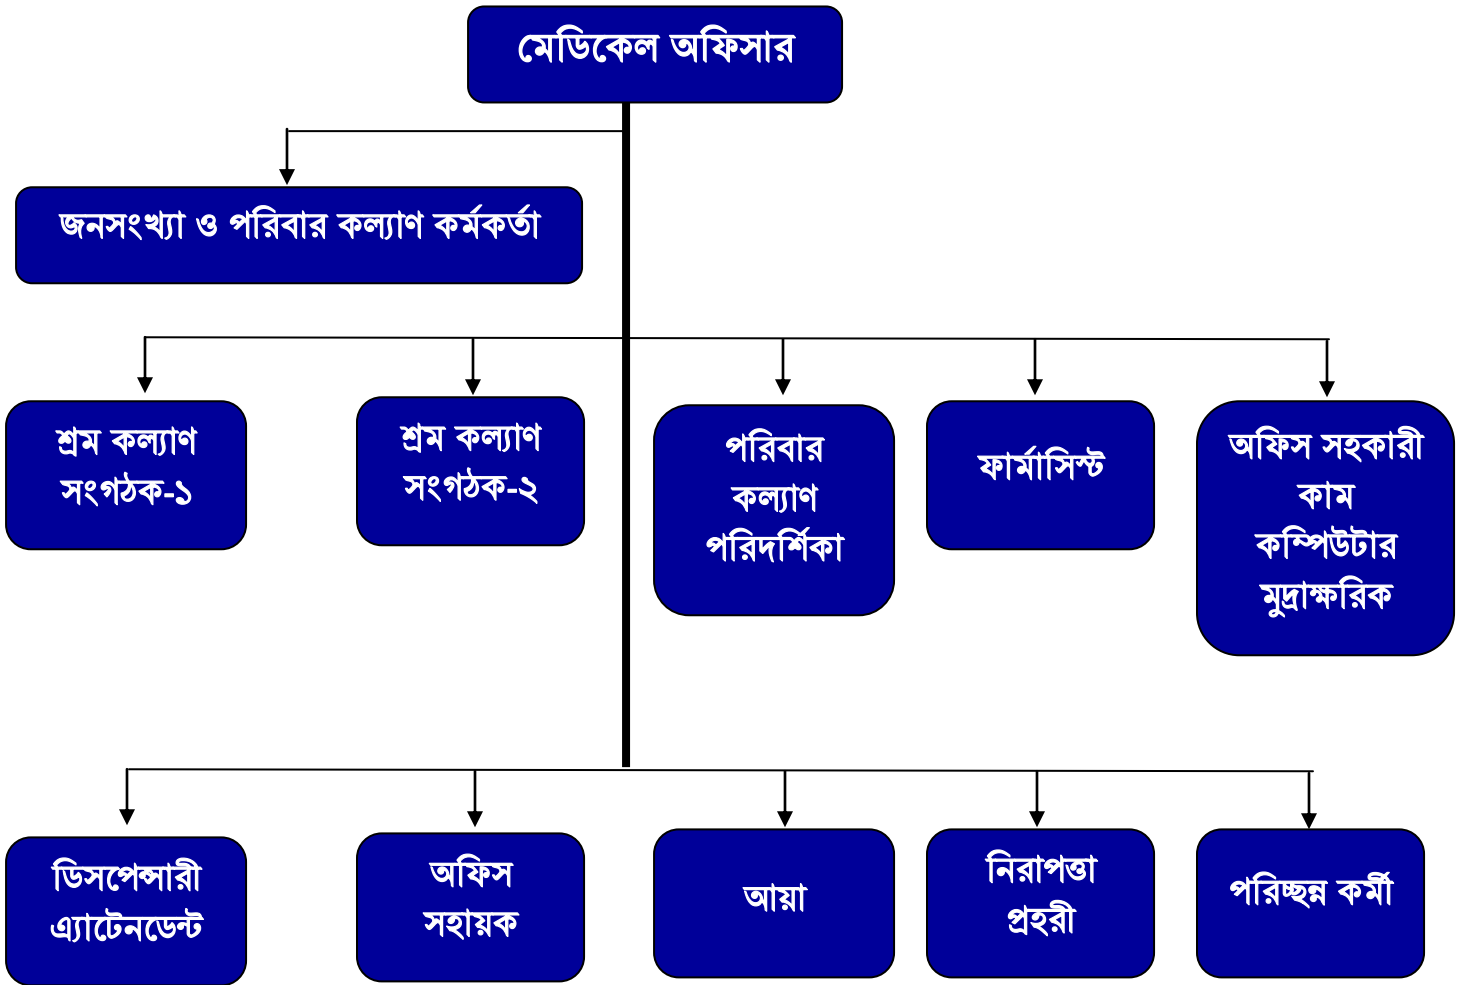 মেডিকেল অফিসার
জনসংখ্যা ও পরিবার কল্যাণ কর্মকর্তা
শ্রম কল্যাণ
সংগঠক-১
শ্রম কল্যাণ
সংগঠক-২
পরিবার
কল্যাণ
পরিদর্শিকা
ফার্মাসিস্ট
অফিস সহকারী
কাম
কম্পিউটার
মুদ্রাক্ষরিক
ডিসপেন্সারী
এ্যাটেনডেন্ট
অফিস
সহায়ক
আয়া
নিরাপত্তা
প্রহরী
পরিচ্ছন্ন কর্মী